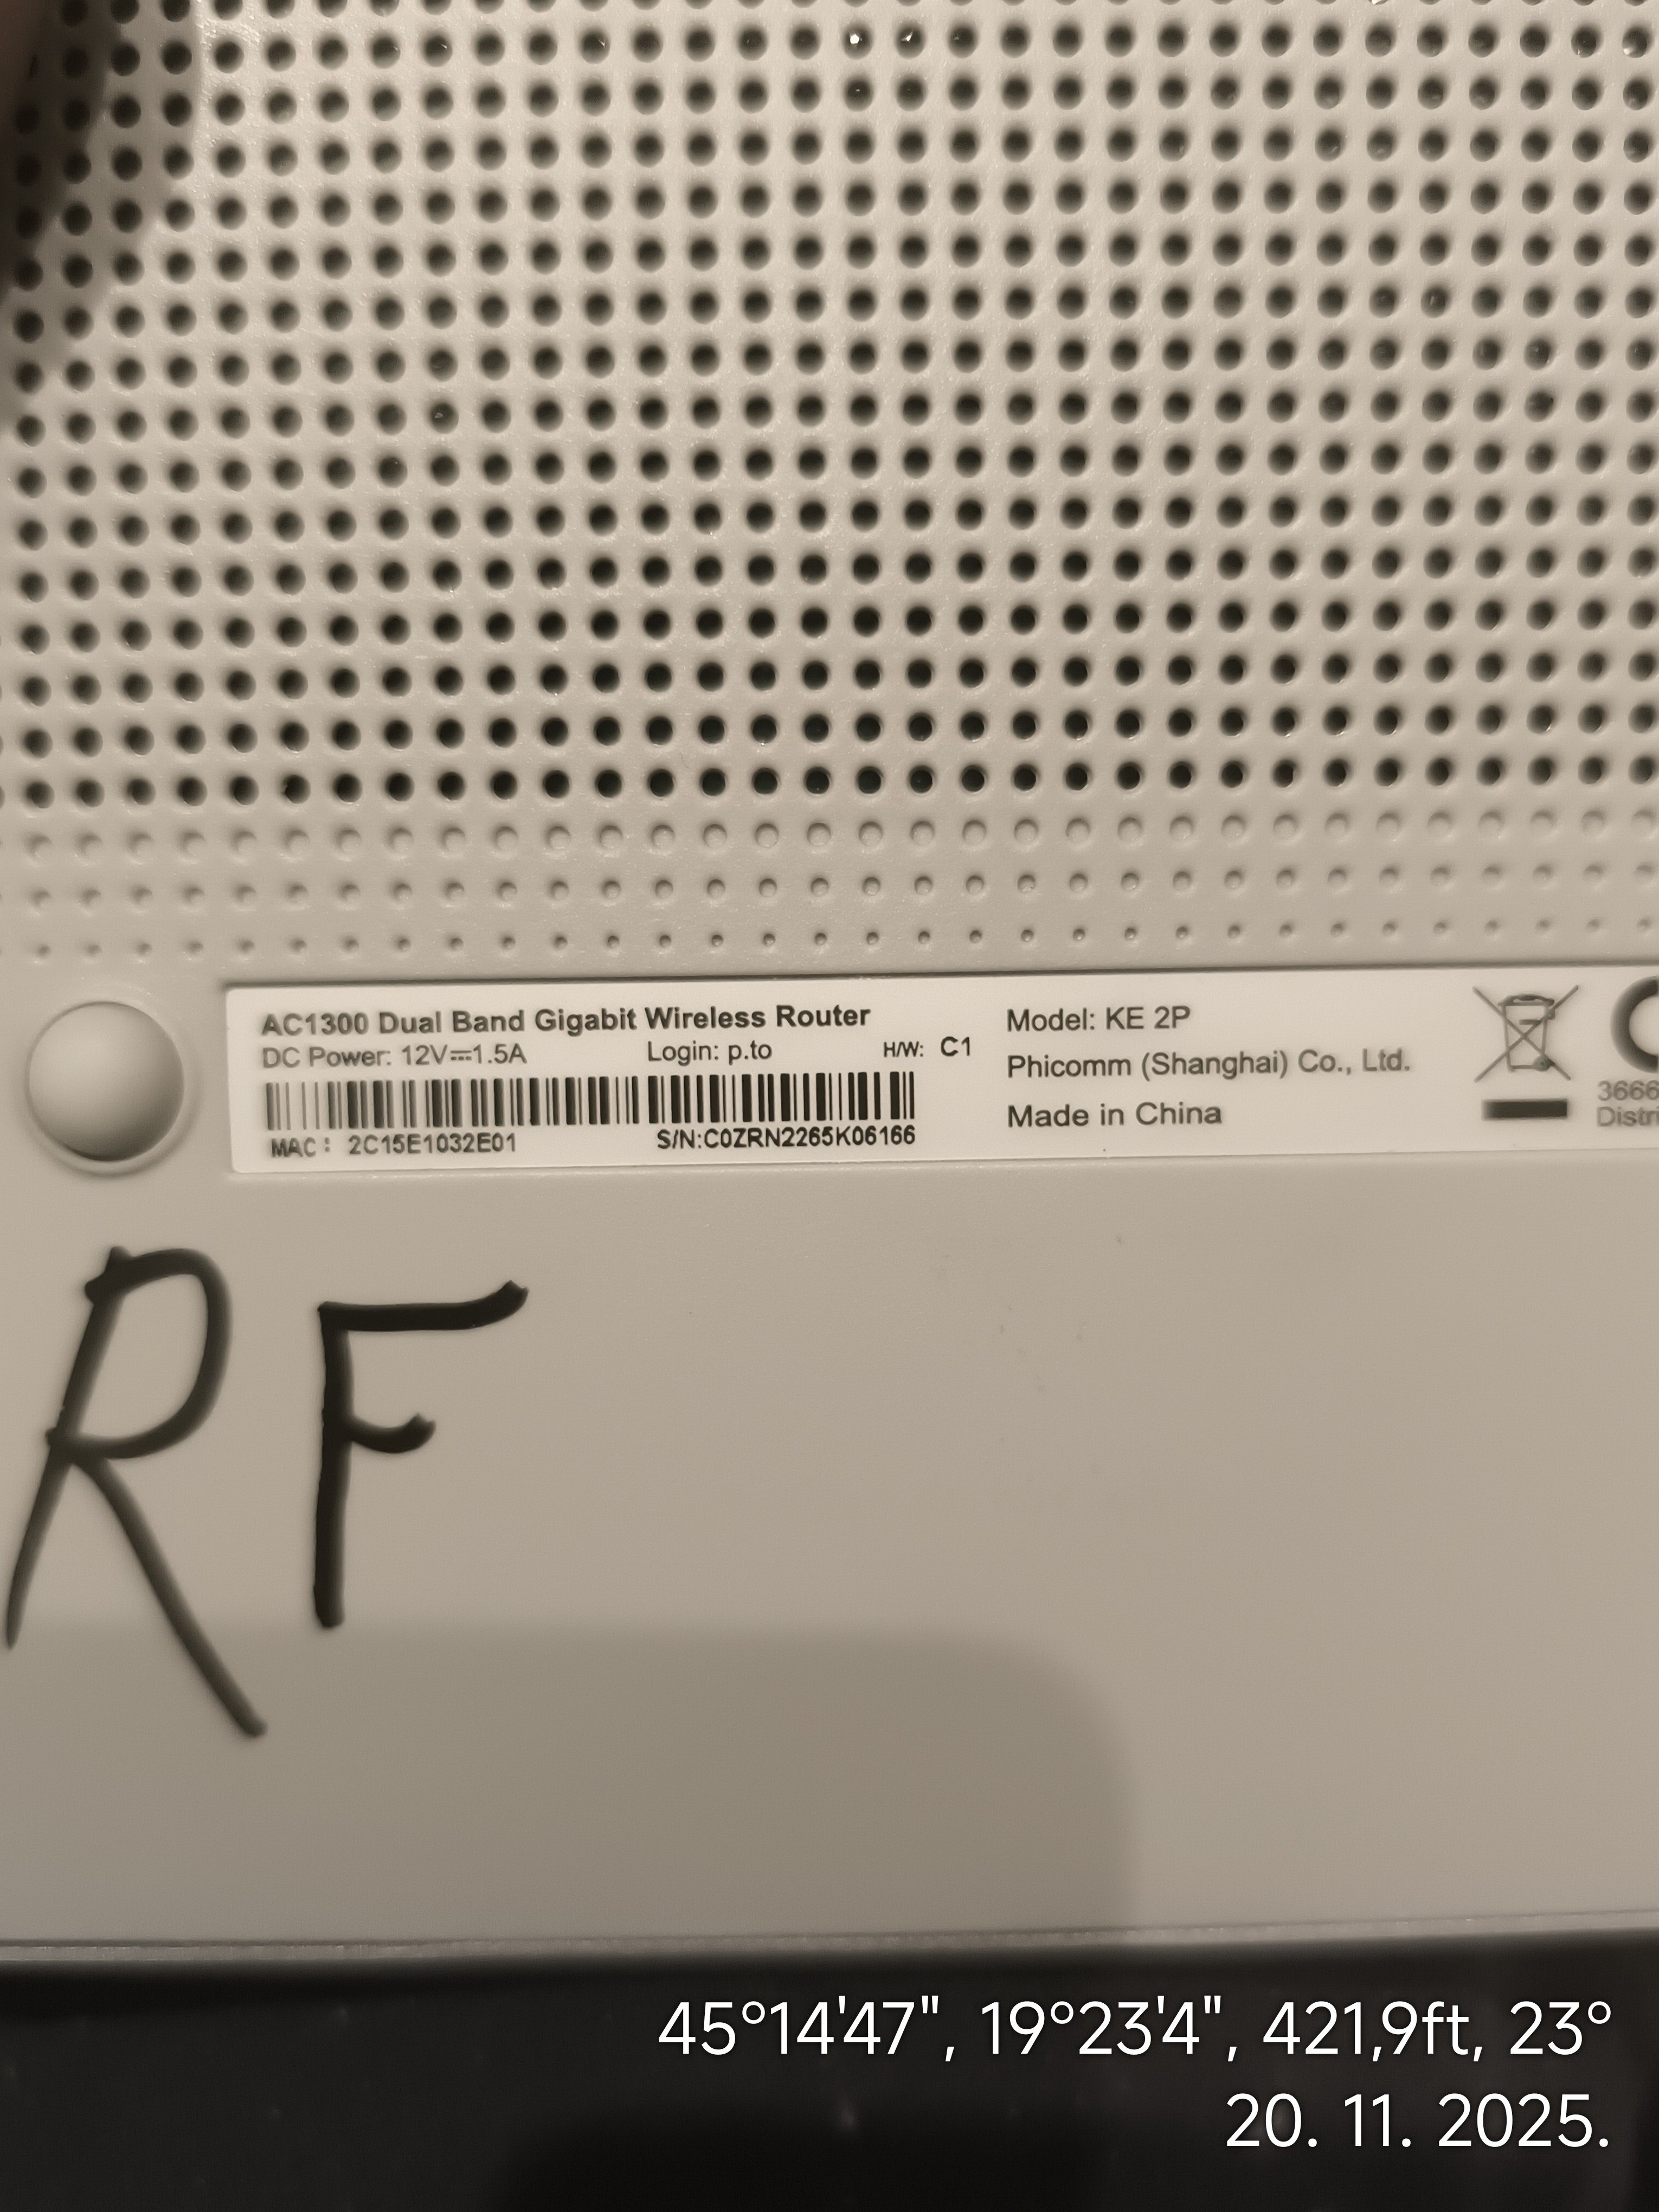 AC1300 Dual Band Gigabit Wireless Router
DC Power: 12V⎓1.5A Login: p.to H/W: C1
MAC: 2C15E1032E01 S/N:C0ZRN2265K06166
Model: KE 2P
Phicomm (Shanghai) Co., Ltd.
Made in China
3666
Distri
RF
45°14'47", 19°23'4", 421,9ft, 23°
20. 11. 2025.